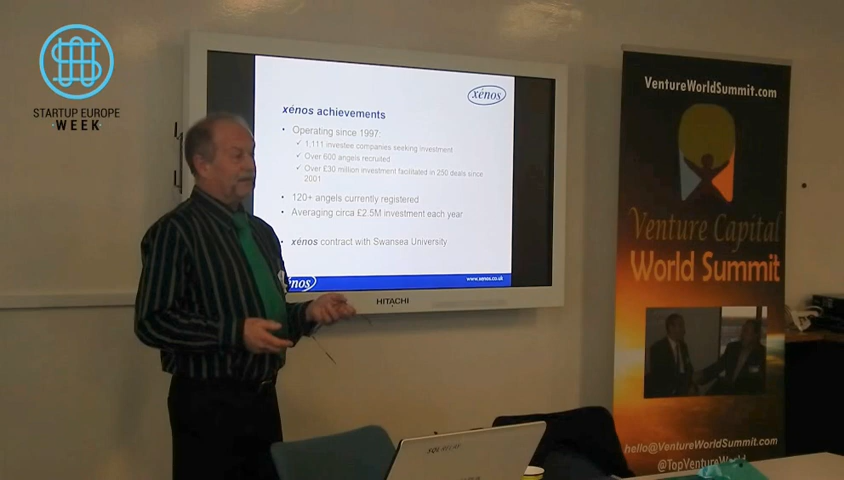 STARTUP EUROPE
WEEK
xénos
xénos achievements
• Operating since 1997:
✓ 1,111 investee companies seeking investment
✓ Over 600 angels recruited
✓ Over £30 million investment facilitated in 250 deals since
2001
• 120+ angels currently registered
• Averaging circa £2.5M investment each year
• xénos contract with Swansea University
nos
www.xenos.co.uk
HITACHI
VentureWorldSummit.com
Venture Capital
World Summit
hello@VentureWorldSummit.com
@TopVentureWorld